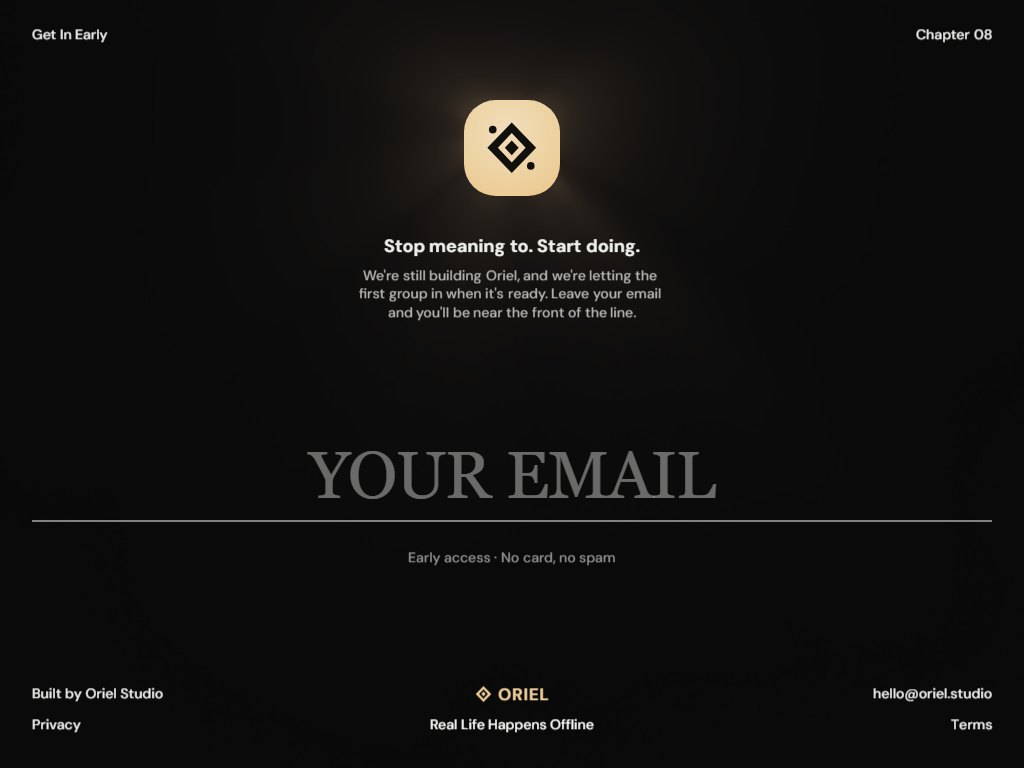 Get In Early
Chapter 08
Stop meaning to. Start doing.
We're still building Oriel, and we're letting the
first group in when it's ready. Leave your email
and you'll be near the front of the line.
YOUR EMAIL
Early access · No card, no spam
Built by Oriel Studio
ORIEL
hello@oriel.studio
Privacy
Real Life Happens Offline
Terms